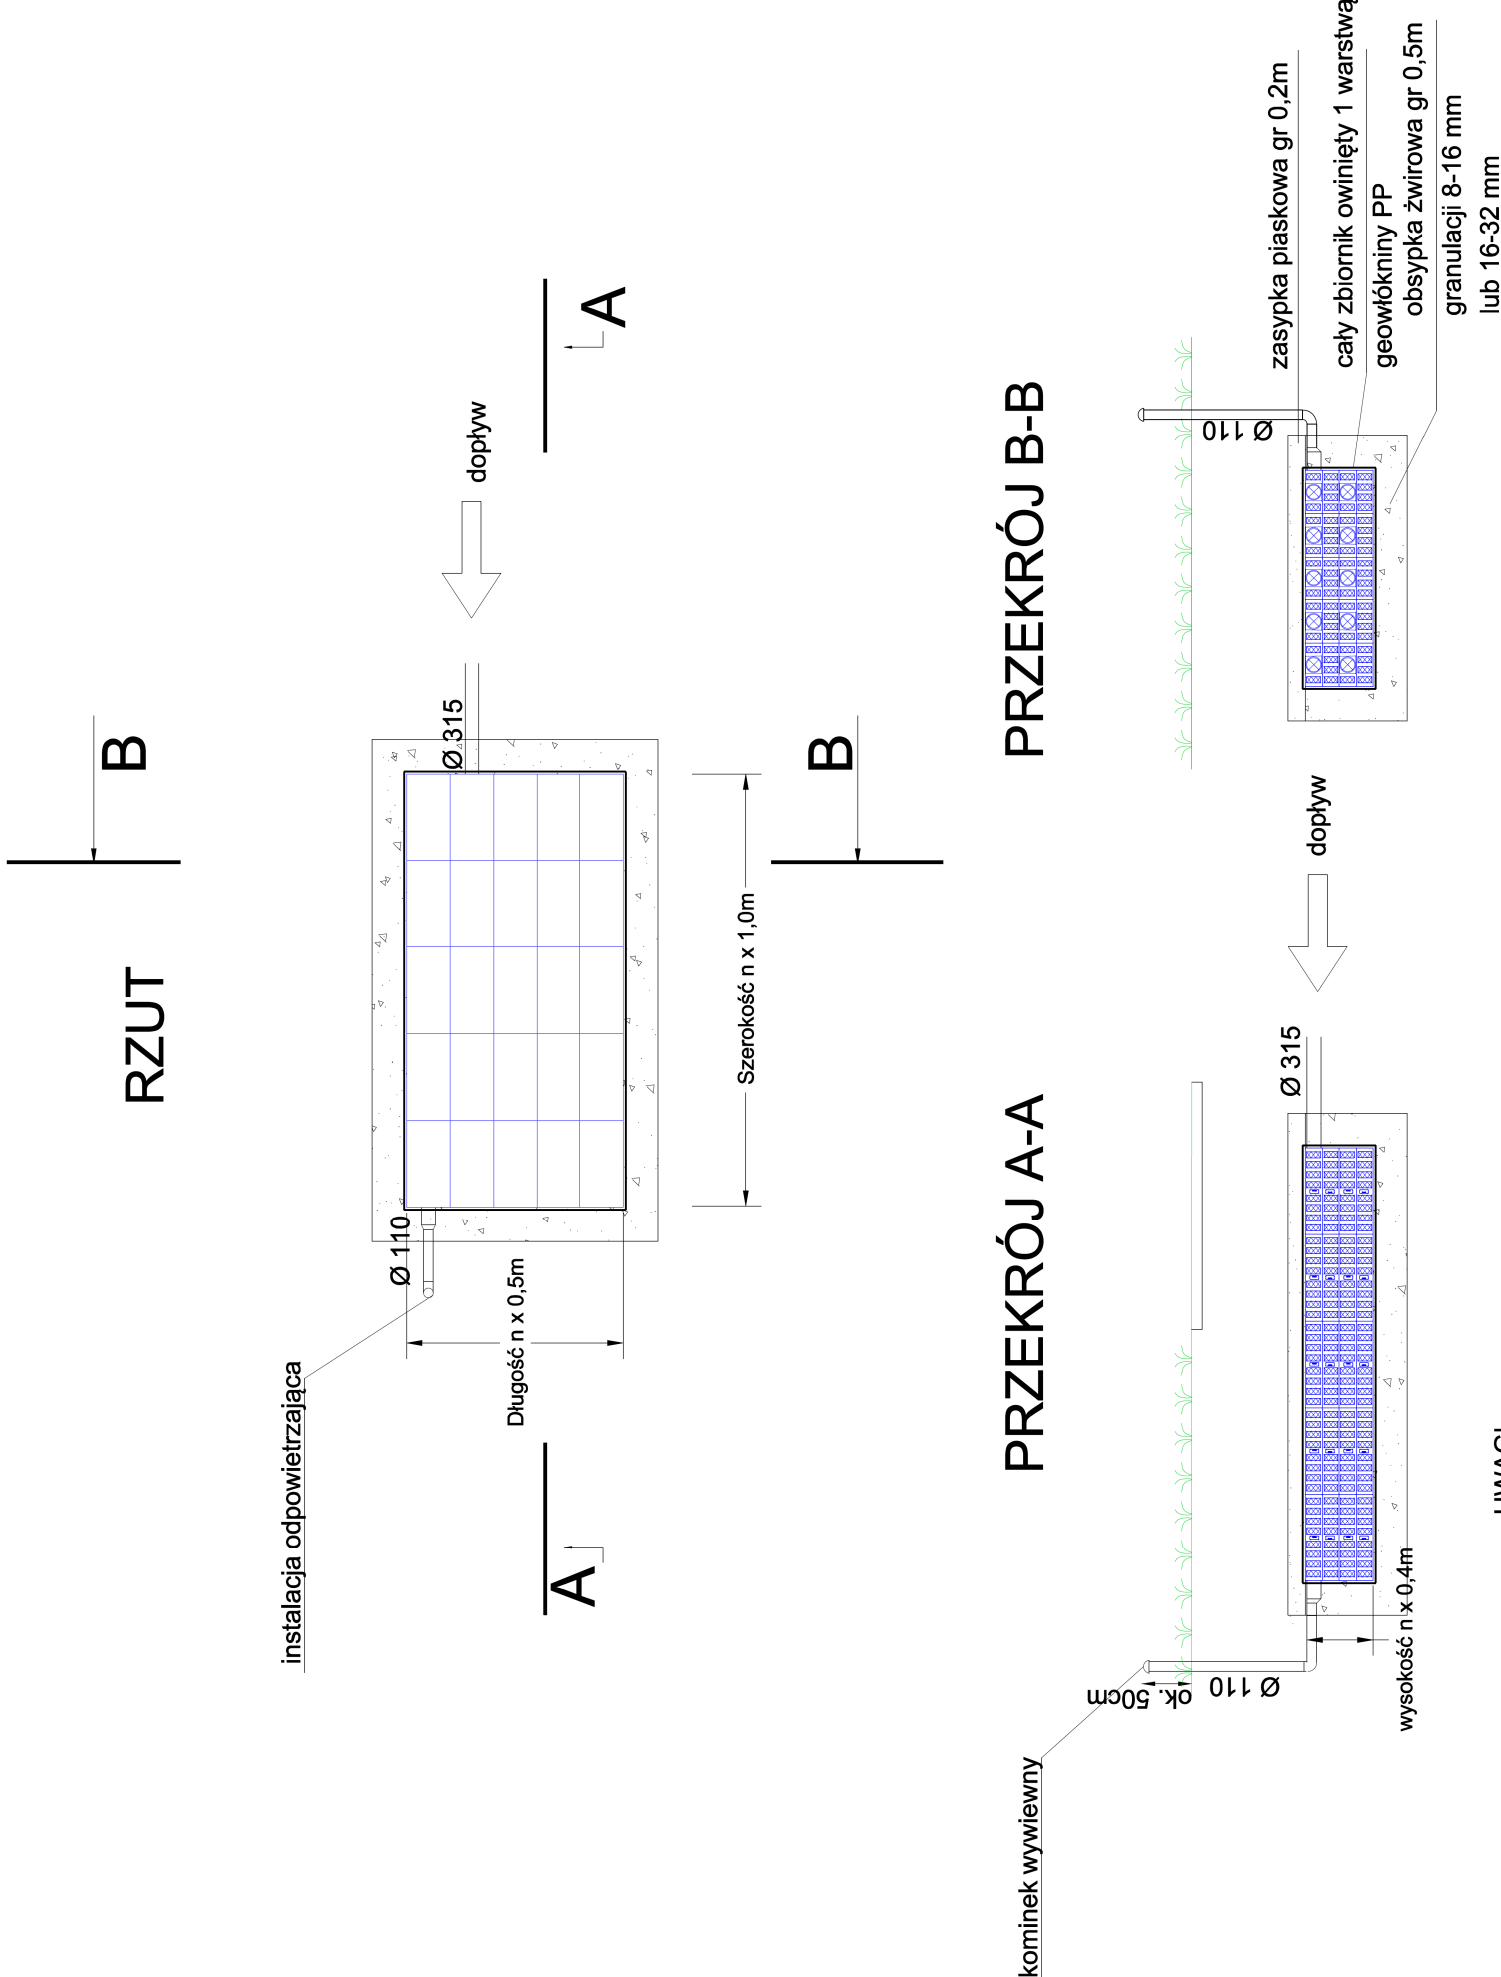 RZUT
B
B
A
A
instalacja odpowietrzająca
Ø 110
Ø 315
dopływ
Długość n x 0,5m
Szerokość n x 1,0m
PRZEKRÓJ A-A
kominek wywiewny
ok. 50cm
Ø 110
wysokość n x 0,4m
Ø 315
dopływ
PRZEKRÓJ B-B
Ø 110
zasypka piaskowa gr 0,2m
cały zbiornik owinięty 1 warstwą
geowłókniny PP
obsypka żwirowa gr 0,5m
granulacji 8-16 mm
lub 16-32 mm